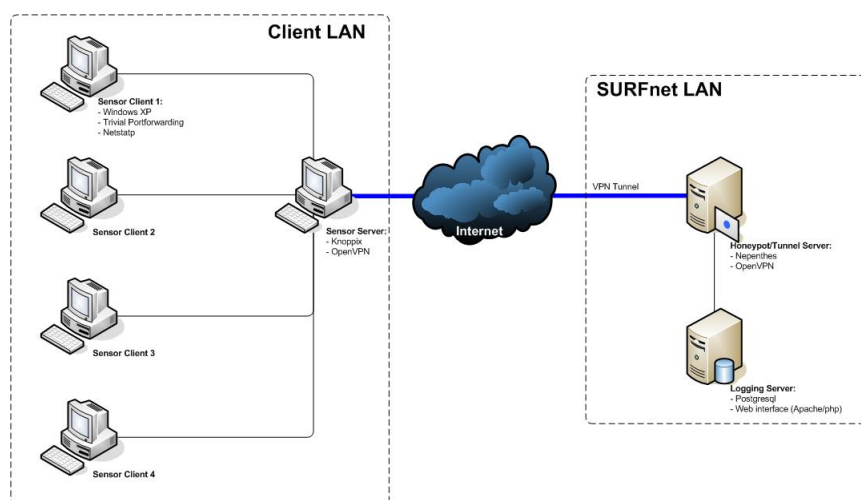 Client LAN
Sensor Client 1:
- Windows XP
- Trivial Portforwarding
- Netstatp
Sensor Client 2
Sensor Server:
- Knoppix
- OpenVPN
Sensor Client 3
Sensor Client 4
Internet
SURFnet LAN
VPN Tunnel
Honeypot/Tunnel Server:
- Nepenthes
- OpenVPN
Logging Server:
- Postgresql
- Web interface (Apache/php)